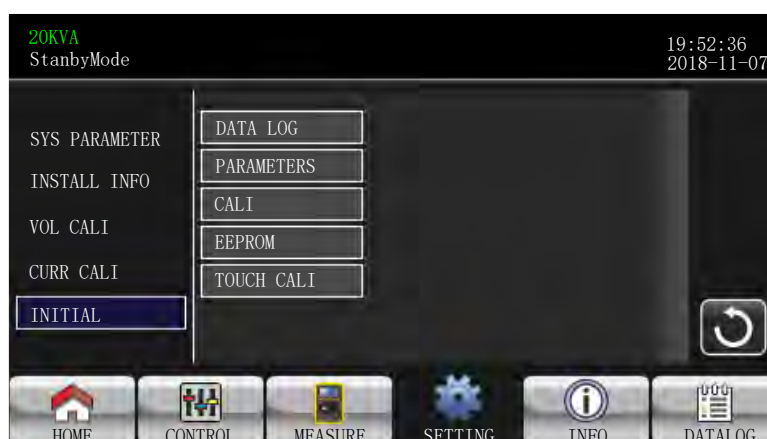 20KVA
StanbyMode
19:52:36
2018-11-07
SYS PARAMETER
INSTALL INFO
VOL CALI
CURR CALI
INITIAL
DATA LOG
PARAMETERS
CALI
EEPROM
TOUCH CALI
HOME
CONTROL
MEASURE
SETTING
INFO
DATALOG